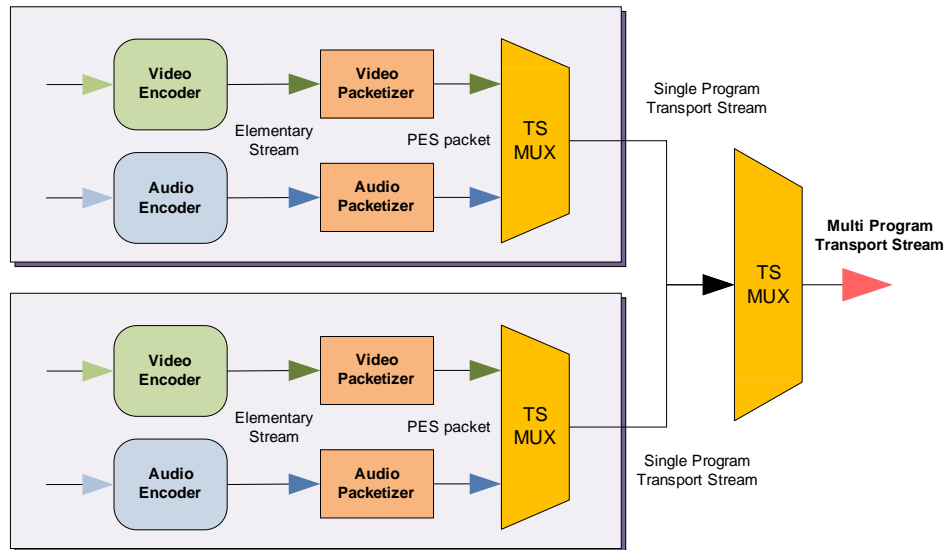 Video
Encoder
Video
Packetizer
Elementary
Stream
PES packet
TS
MUX
Audio
Encoder
Audio
Packetizer
Single Program
Transport Stream
TS
MUX
Multi Program
Transport Stream
Video
Encoder
Video
Packetizer
Elementary
Stream
PES packet
TS
MUX
Audio
Encoder
Audio
Packetizer
Single Program
Transport Stream